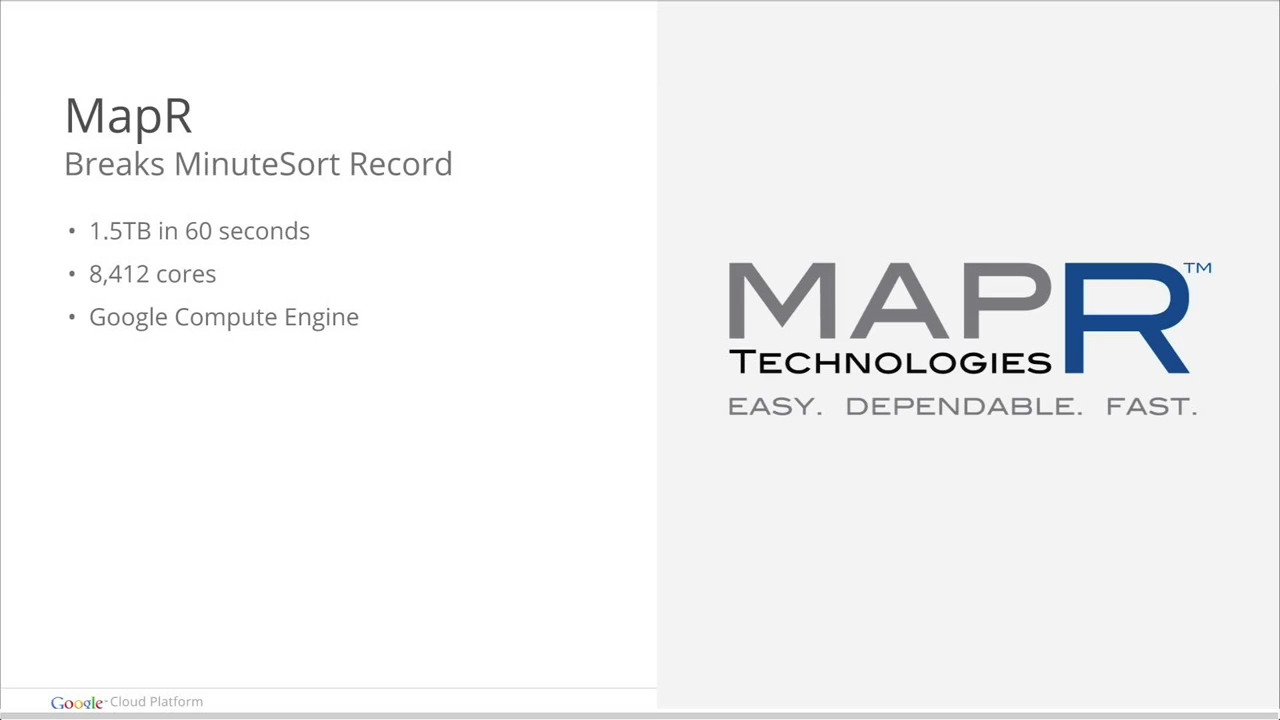 MapR
Breaks MinuteSort Record
• 1.5TB in 60 seconds
• 8,412 cores
• Google Compute Engine
MAPR™
TECHNOLOGIES
EASY. DEPENDABLE. FAST.
Google Cloud Platform